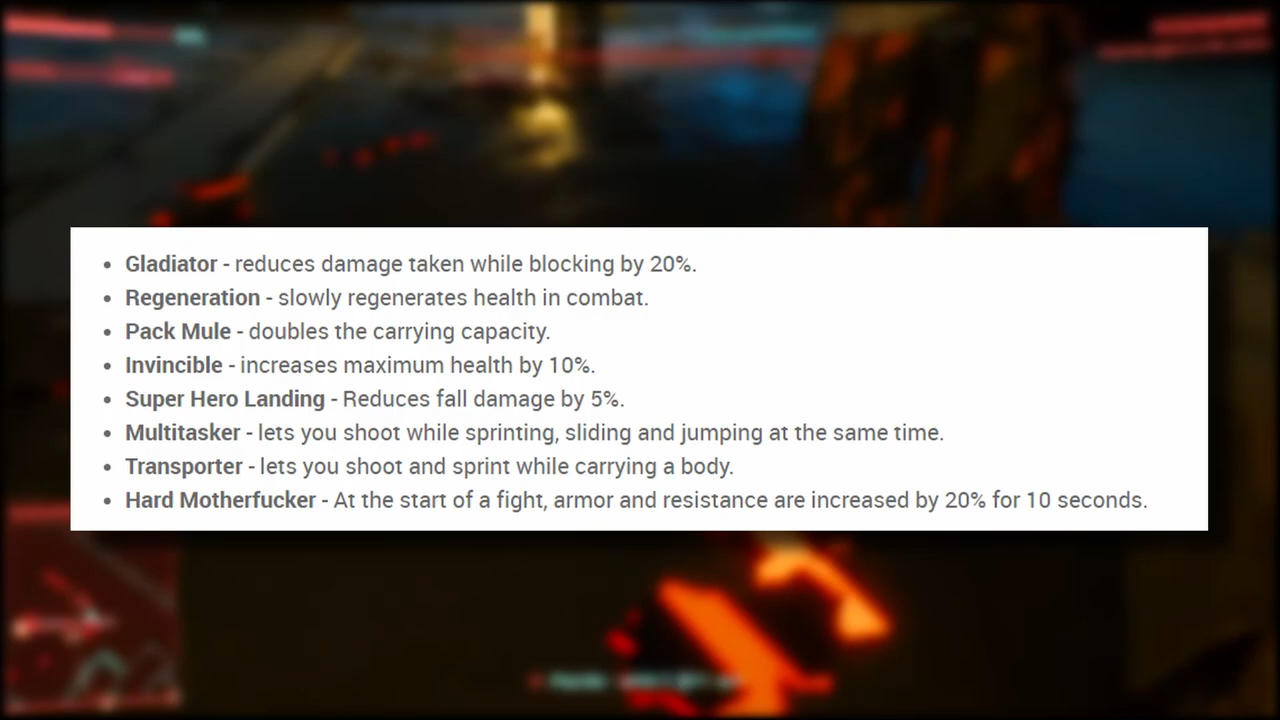 • Gladiator - reduces damage taken while blocking by 20%.
• Regeneration - slowly regenerates health in combat.
• Pack Mule - doubles the carrying capacity.
• Invincible - increases maximum health by 10%.
• Super Hero Landing - Reduces fall damage by 5%.
• Multitasker - lets you shoot while sprinting, sliding and jumping at the same time.
• Transporter - lets you shoot and sprint while carrying a body.
• Hard Motherfucker - At the start of a fight, armor and resistance are increased by 20% for 10 seconds.